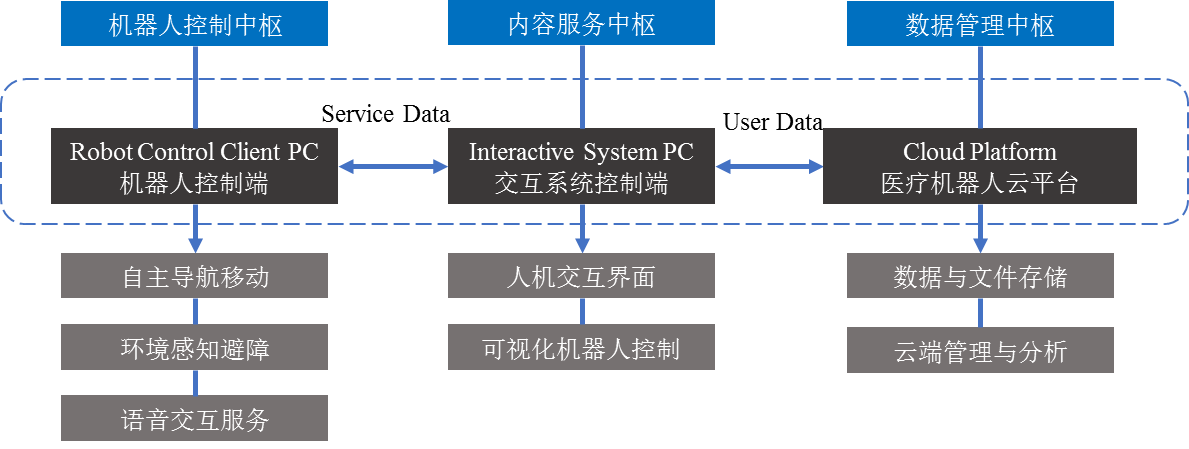 机器人控制中枢
内容服务中枢
数据管理中枢
Service Data
User Data
Robot Control Client PC
机器人控制端
Interactive System PC
交互系统控制端
Cloud Platform
医疗机器人云平台
自主导航移动
人机交互界面
数据与文件存储
环境感知避障
可视化机器人控制
云端管理与分析
语音交互服务